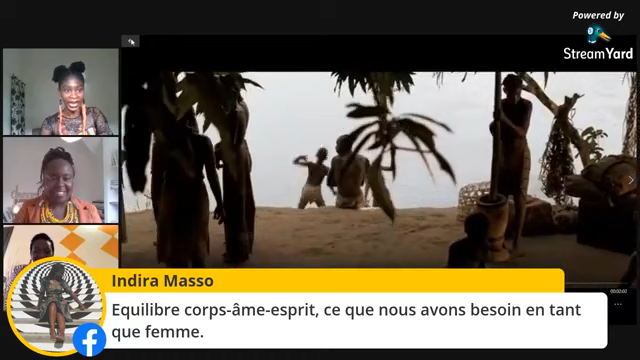 Powered by
StreamYard
Indira Masso
Equilibre corps-âme-esprit, ce que nous avons besoin en tant
que femme.